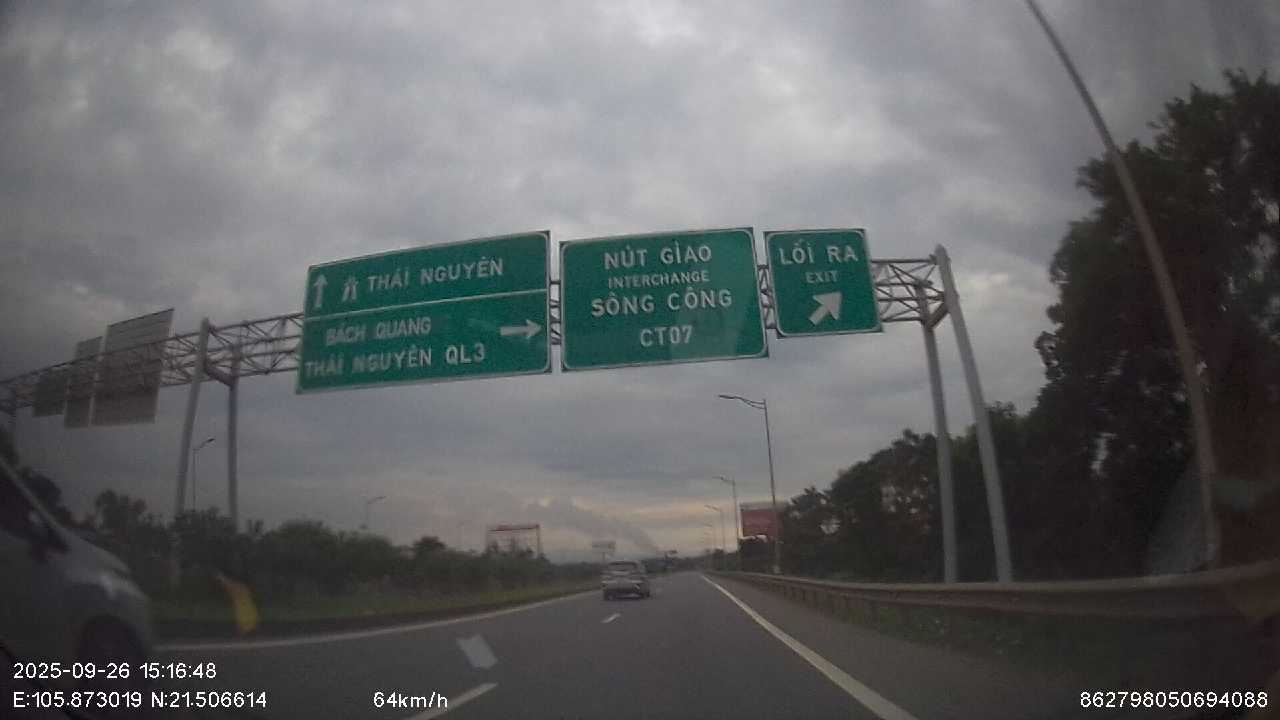 THÁI NGUYÊN
BÁCH QUANG
THÁI NGUYÊN QL3
NÚT GIAO
INTERCHANGE
SÔNG CÔNG
CT07
LỐI RA
EXIT
2025-09-26 15:16:48
E:105.873019 N:21.506614
64km/h
862798050694088